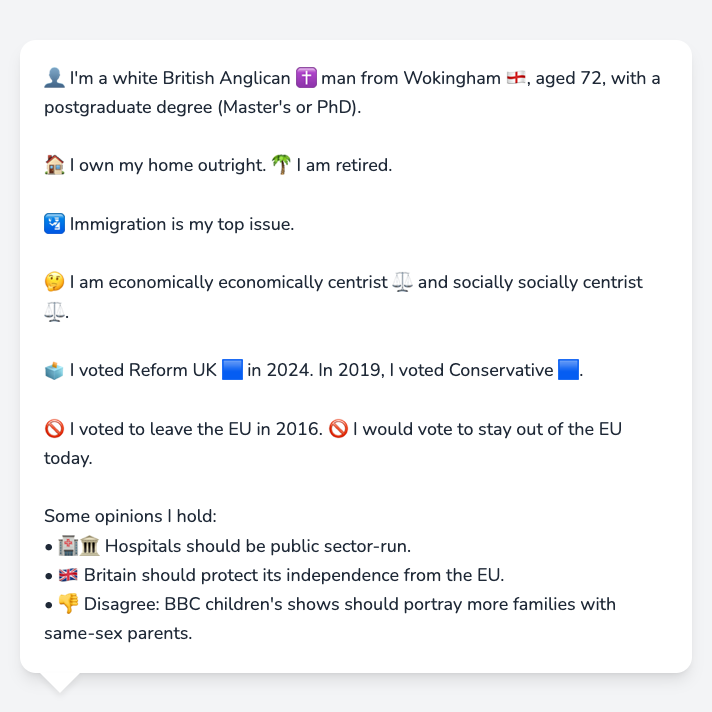 👤 I'm a white British Anglican ✝️ man from Wokingham 🏴󠁧󠁢󠁥󠁮󠁧󠁿, aged 72, with a
postgraduate degree (Master's or PhD).
🏠 I own my home outright. 🌴 I am retired.
🛂 Immigration is my top issue.
🤔 I am economically economically centrist ⚖️ and socially socially centrist
⚖️.
🗳️ I voted Reform UK 🟦 in 2024. In 2019, I voted Conservative 🟦.
🚫 I voted to leave the EU in 2016. 🚫 I would vote to stay out of the EU
today.
Some opinions I hold:
• 🏥🏛️ Hospitals should be public sector-run.
• 🇬🇧 Britain should protect its independence from the EU.
• 👎 Disagree: BBC children's shows should portray more families with
same-sex parents.